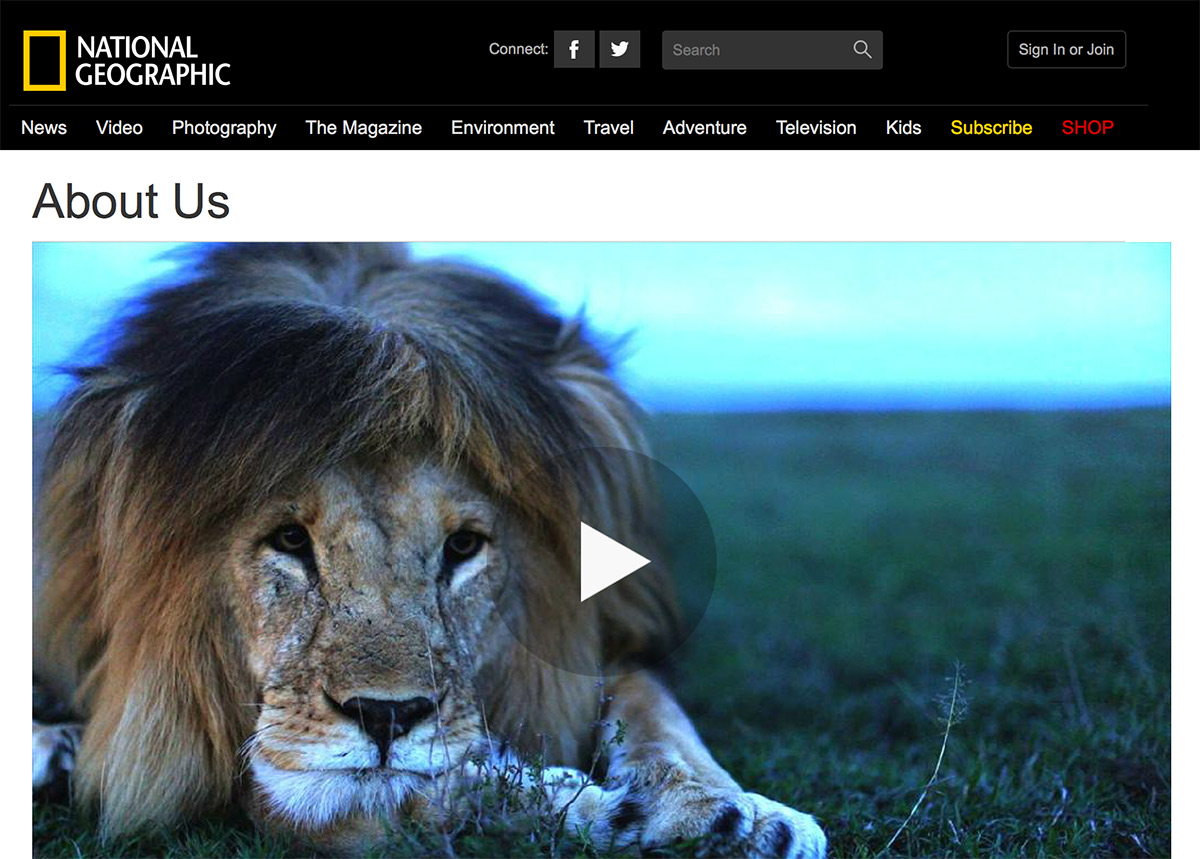 NATIONAL
GEOGRAPHIC
Connect:
Search
Sign In or Join
News Video Photography The Magazine Environment Travel Adventure Television Kids Subscribe SHOP
About Us